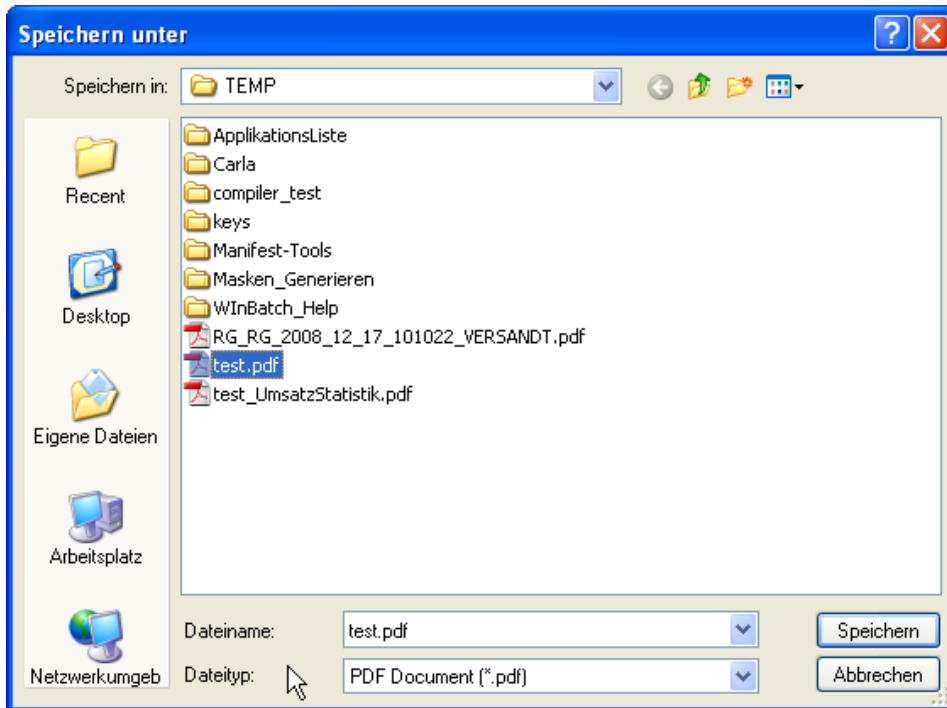 Speichern unter
Speichern in: TEMP
Recent
Desktop
Eigene Dateien
Arbeitsplatz
Netzwerkumgeb
ApplikationsListe
Carla
compiler_test
keys
Manifest-Tools
Masken_Generieren
WInBatch_Help
RG_RG_2008_12_17_101022_VERSANDT.pdf
test.pdf
test_UmsatzStatistik.pdf
Dateiname: test.pdf Speichern
Dateityp: PDF Document (*.pdf) Abbrechen